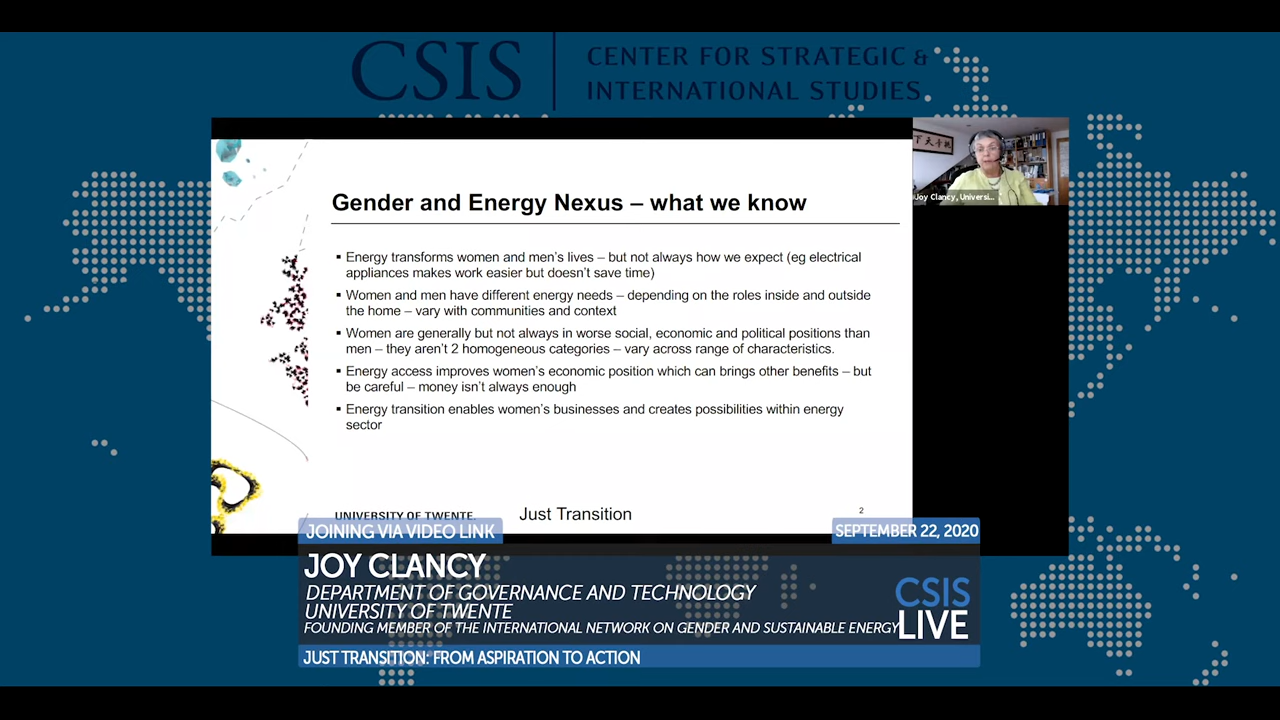 CSIS
CENTER FOR STRATEGIC &
INTERNATIONAL STUDIES
Gender and Energy Nexus – what we know
▪ Energy transforms women and men's lives – but not always how we expect (eg electrical
appliances makes work easier but doesn't save time)
▪ Women and men have different energy needs – depending on the roles inside and outside
the home – vary with communities and context
▪ Women are generally but not always in worse social, economic and political positions than
men – they aren't 2 homogeneous categories – vary across range of characteristics.
▪ Energy access improves women's economic position which can brings other benefits – but
be careful – money isn't always enough
▪ Energy transition enables women's businesses and creates possibilities within energy
sector
UNIVERSITY OF TWENTE.
Just Transition
2
Joy Clancy, Universi...
JOINING VIA VIDEO LINK
SEPTEMBER 22, 2020
JOY CLANCY
DEPARTMENT OF GOVERNANCE AND TECHNOLOGY
UNIVERSITY OF TWENTE
FOUNDING MEMBER OF THE INTERNATIONAL NETWORK ON GENDER AND SUSTAINABLE ENERGY
CSIS
LIVE
JUST TRANSITION: FROM ASPIRATION TO ACTION